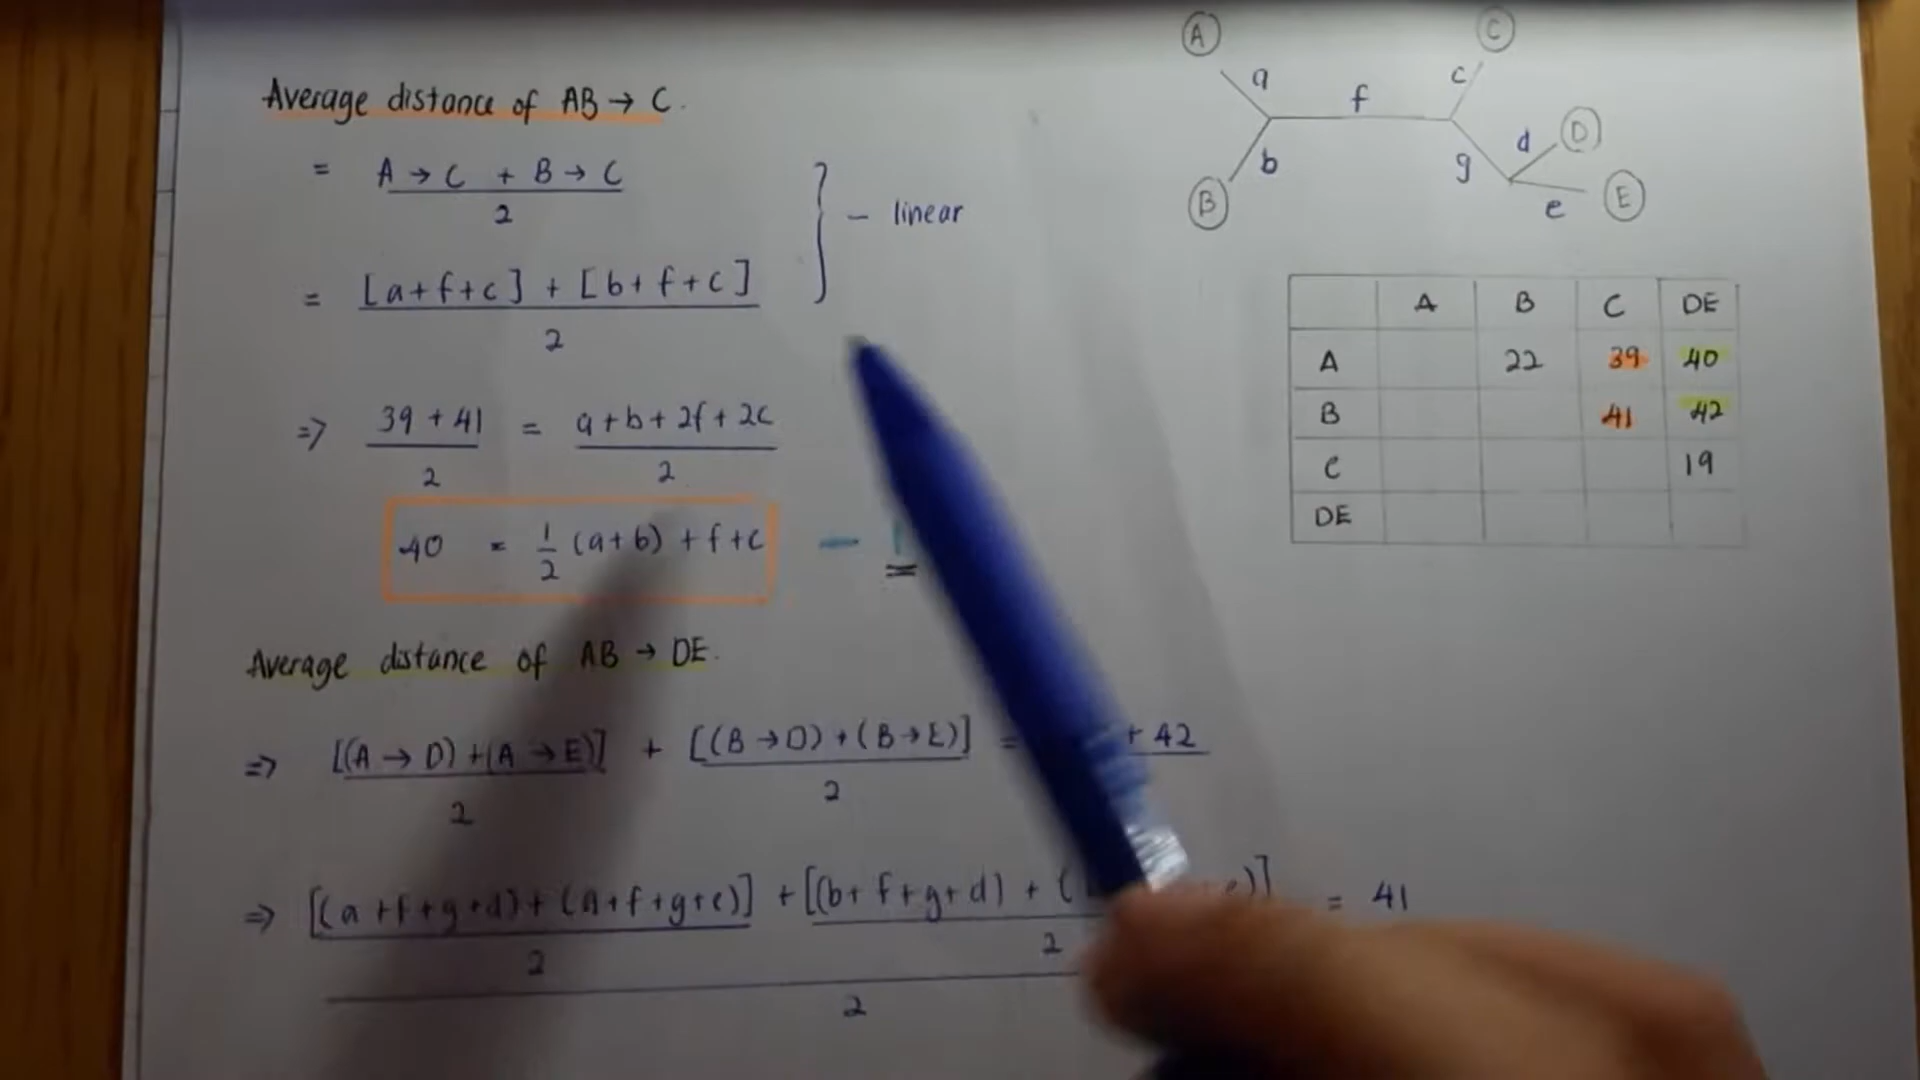 Average distance of AB → C.
= A → C + B → C
2
- linear
= [a+f+c] + [b+f+c]
2
=> 39 + 41 = a+b+2f+2c
2 2
40 = 1/2 (a+b) +f+c -
Average distance of AB → DE.
=> [(A → D) +(A → E)] + [(B →D) + (B→E)] = + 42
2 2
=> [(a +f+g+d)+(a+f+g+e)] + [(b+ f+g+d) + ( e)] = 41
2 2
2
A
C
a
f
c
d
D
b
g
B
e
E
A B C DE
A 22 39 40
B 41 42
C 19
DE